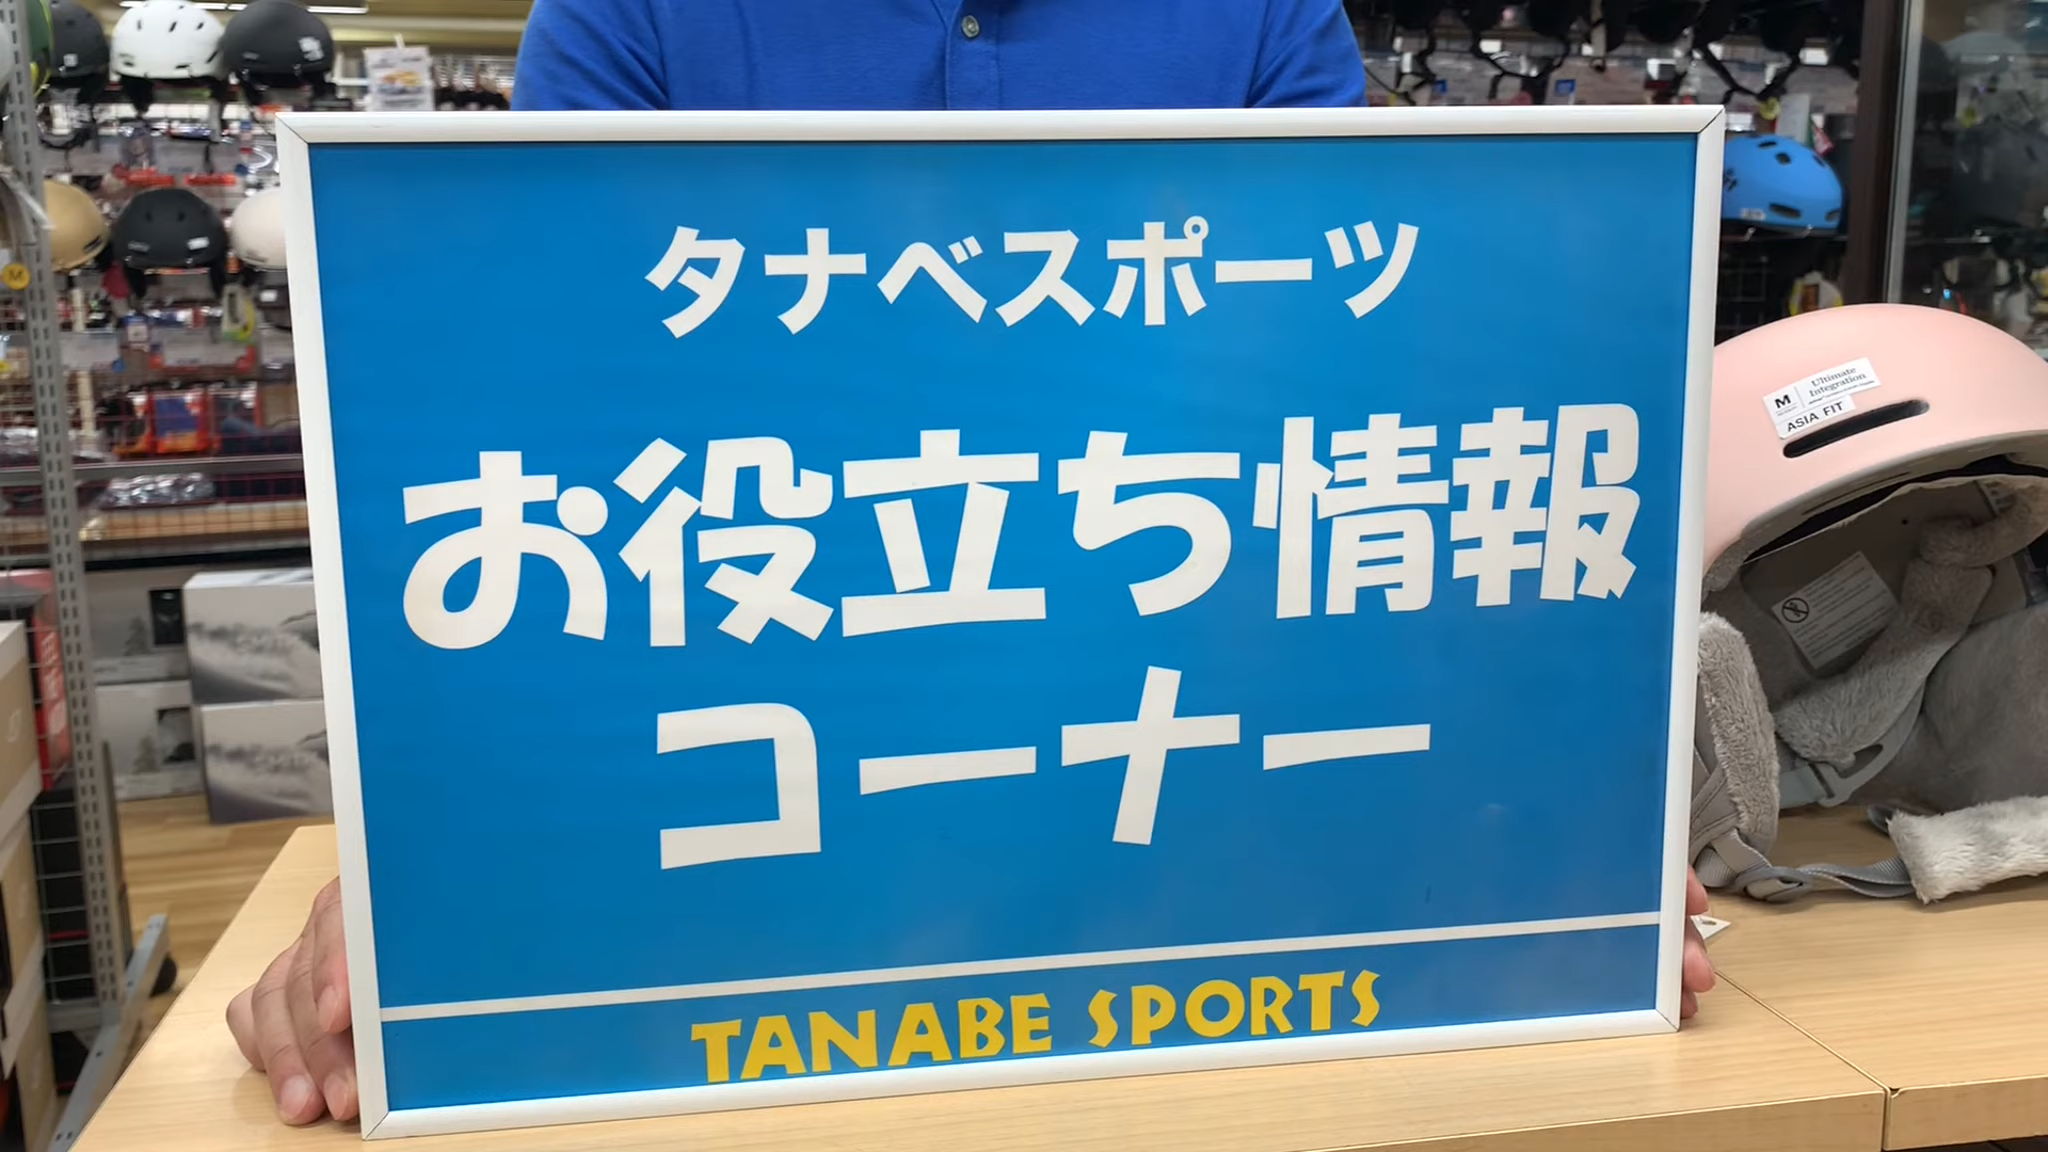 タナベスポーツ
お役立ち情報
コーナー
TANABE SPORTS
M
Ultimate
Integration
ASIA FIT
M